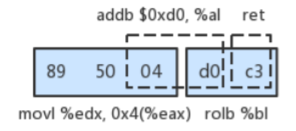 addb $0xd0, %al ret
89 50 04 d0 c3
movl %edx, 0x4(%eax) rolb %bl